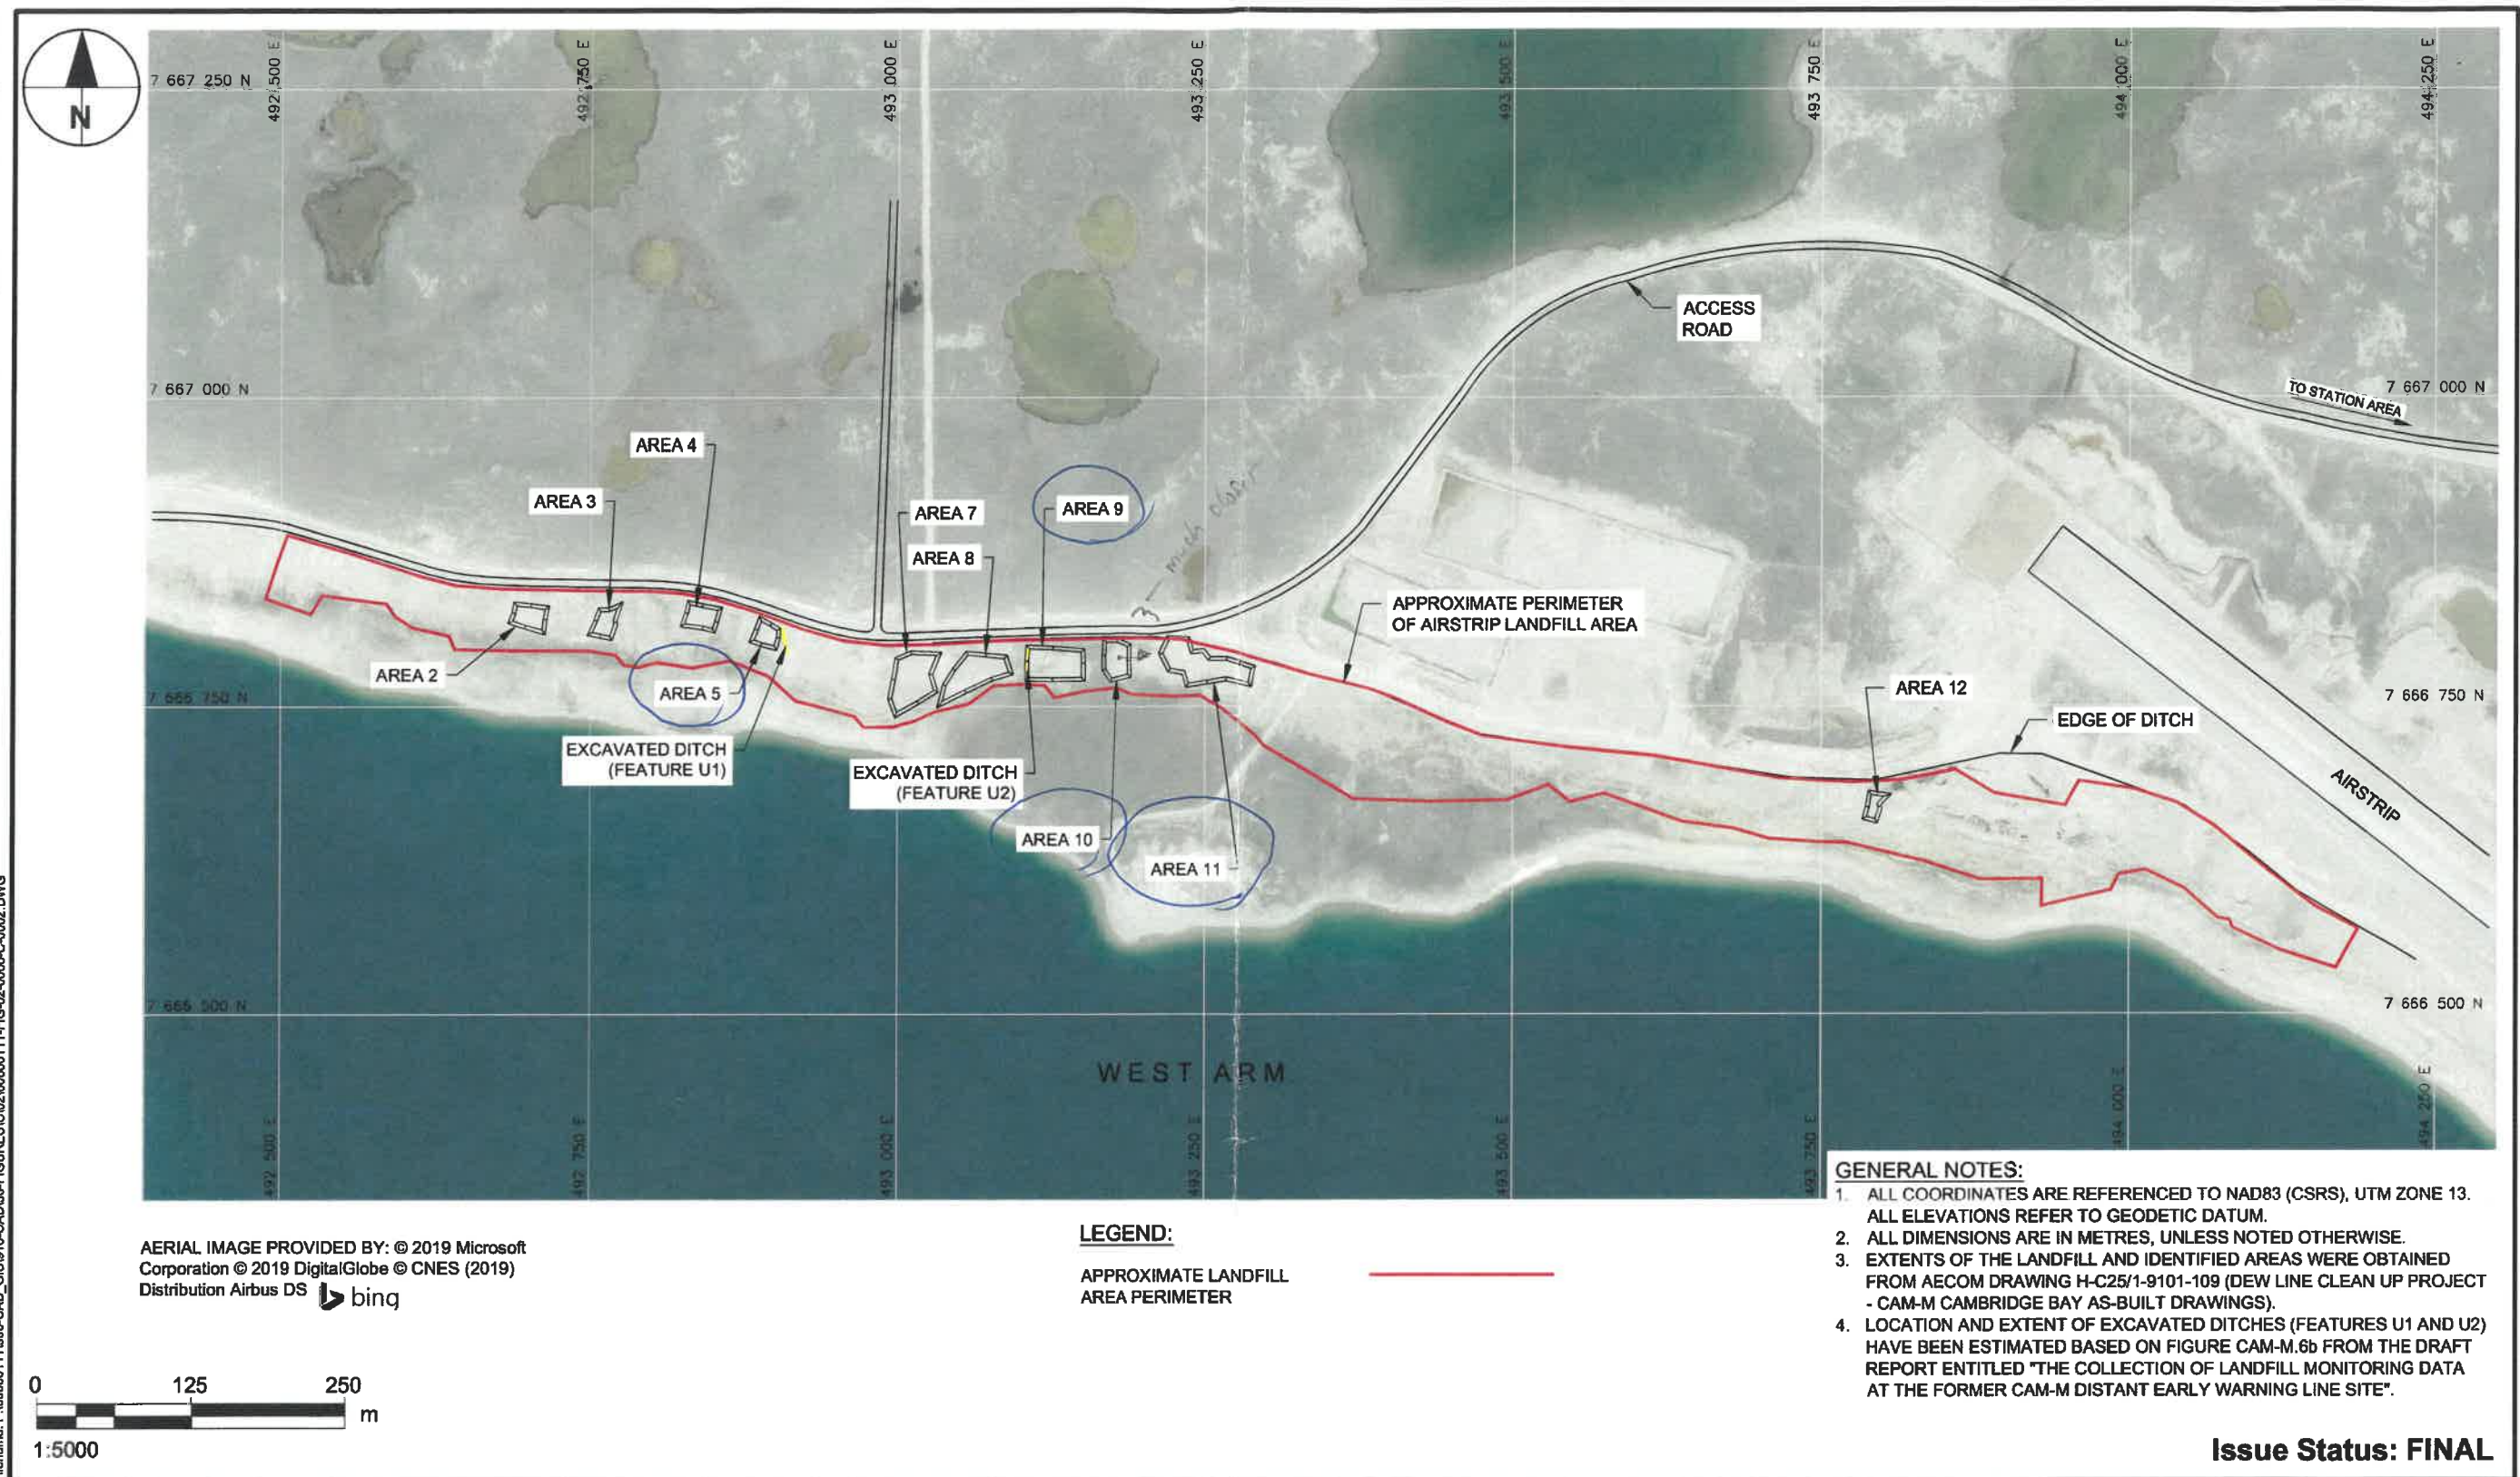 N
7 667 250 N
492 500 E
492 750 E
493 000 E
493 250 E
493 500 E
493 750 E
494 000 E
494 250 E
ACCESS
ROAD
7 667 000 N
TO STATION AREA
7 667 000 N
AREA 4
AREA 3
AREA 7
AREA 9
AREA 8
much closer
APPROXIMATE PERIMETER
OF AIRSTRIP LANDFILL AREA
AREA 2
AREA 5
7 666 750 N
AREA 12
7 666 750 N
EDGE OF DITCH
EXCAVATED DITCH
(FEATURE U1)
EXCAVATED DITCH
(FEATURE U2)
AIRSTRIP
AREA 10
AREA 11
7 666 500 N
7 666 500 N
WEST ARM
492 500 E
492 750 E
493 000 E
493 250 E
493 500 E
493 750 E
494 000 E
494 250 E
GENERAL NOTES:
1. ALL COORDINATES ARE REFERENCED TO NAD83 (CSRS), UTM ZONE 13.
ALL ELEVATIONS REFER TO GEODETIC DATUM.
2. ALL DIMENSIONS ARE IN METRES, UNLESS NOTED OTHERWISE.
3. EXTENTS OF THE LANDFILL AND IDENTIFIED AREAS WERE OBTAINED
FROM AECOM DRAWING H-C25/1-9101-109 (DEW LINE CLEAN UP PROJECT
- CAM-M CAMBRIDGE BAY AS-BUILT DRAWINGS).
4. LOCATION AND EXTENT OF EXCAVATED DITCHES (FEATURES U1 AND U2)
HAVE BEEN ESTIMATED BASED ON FIGURE CAM-M.6b FROM THE DRAFT
REPORT ENTITLED "THE COLLECTION OF LANDFILL MONITORING DATA
AT THE FORMER CAM-M DISTANT EARLY WARNING LINE SITE".
LEGEND:
APPROXIMATE LANDFILL
AREA PERIMETER
AERIAL IMAGE PROVIDED BY: © 2019 Microsoft
Corporation © 2019 DigitalGlobe © CNES (2019)
Distribution Airbus DS bing
0 125 250
m
1:5000
Issue Status: FINAL